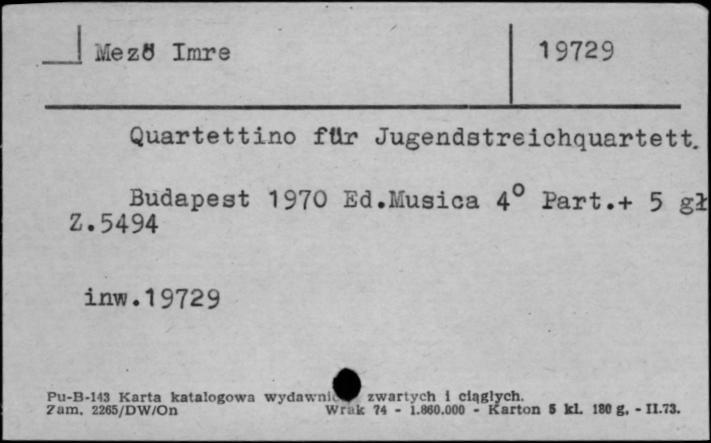 Mező Imre 19729
Quartettino für Jugendstreichquartett.
Budapest 1970 Ed.Musica 4° Part.+ 5 gł
Z.5494
inw.19729
Pu-B-143 Karta katalogowa zwartych i ciągłych.
Zam. 2265/DW/On Wrak 74 - 1.860.000 - Karton 5 kl. 180 g. - II.73.